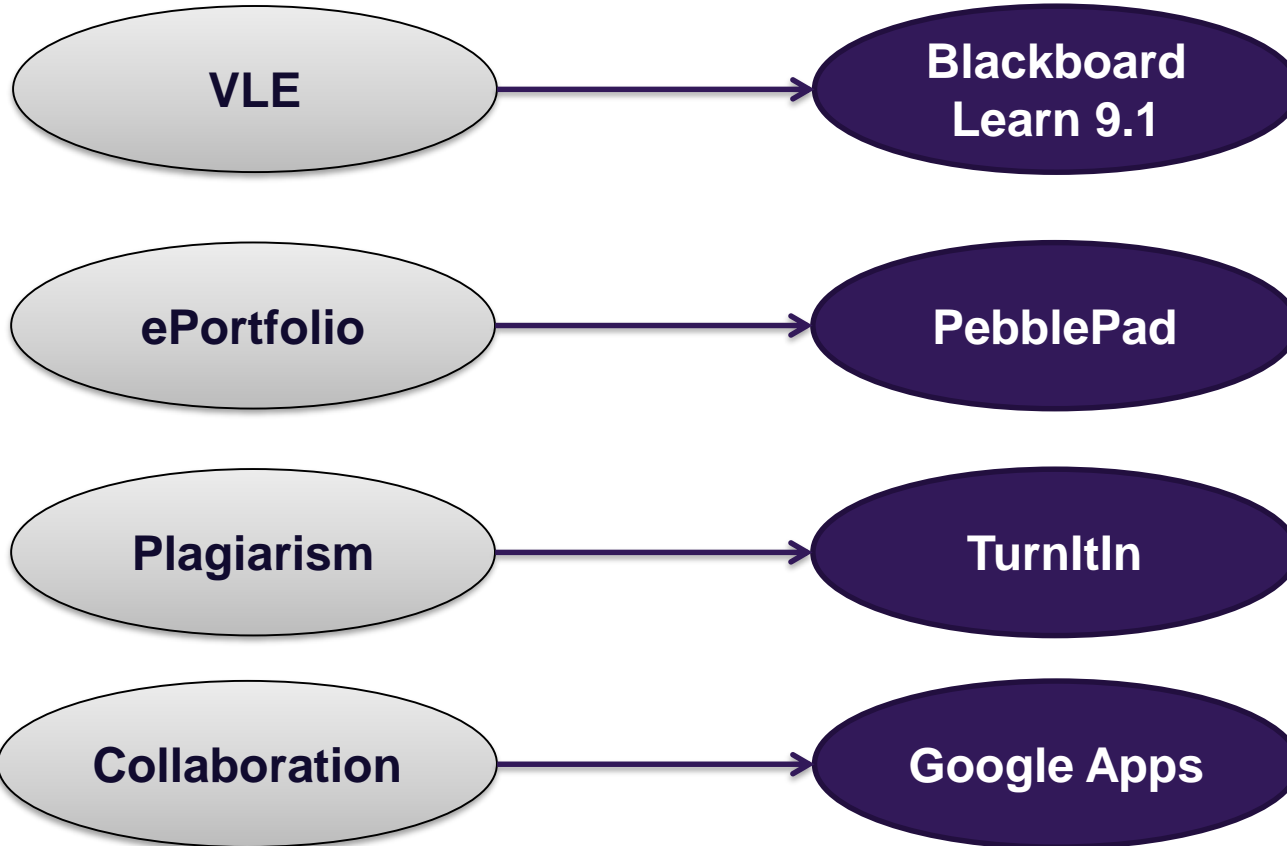 VLE
Blackboard
Learn 9.1
ePortfolio
PebblePad
Plagiarism
TurnItIn
Collaboration
Google Apps